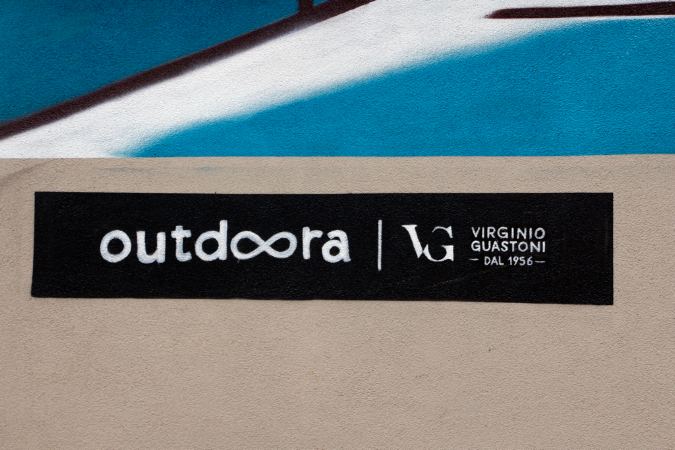 outdoora
VG
VIRGINIO
GUASTONI
- DAL 1956 -